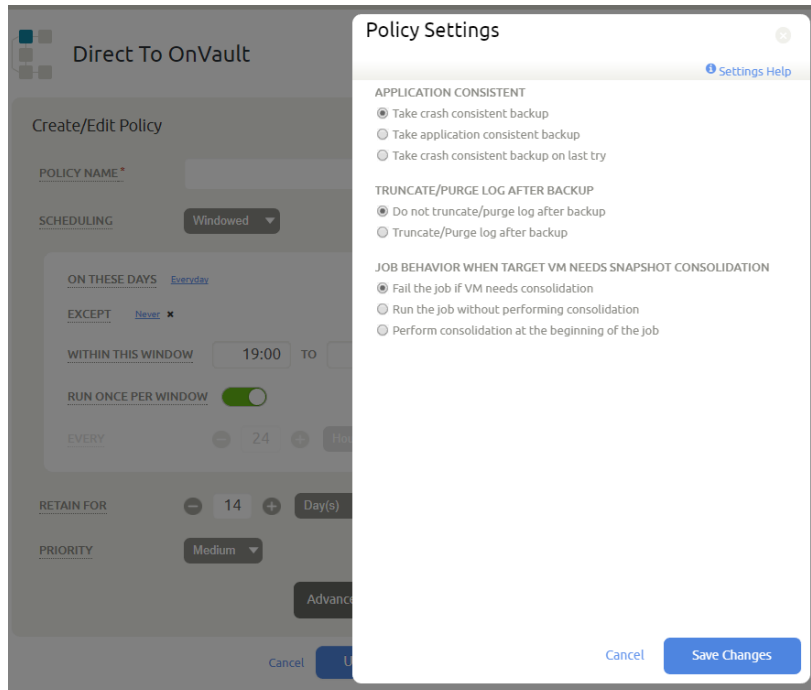 Direct To OnVault
Create/Edit Policy
POLICY NAME*
SCHEDULING Windowed
ON THESE DAYS Everyday
EXCEPT Never ✖
WITHIN THIS WINDOW 19:00 TO
RUN ONCE PER WINDOW
EVERY 24
RETAIN FOR 14 Day(s)
PRIORITY Medium
Cancel
Policy Settings
Settings Help
APPLICATION CONSISTENT
Take crash consistent backup
Take application consistent backup
Take crash consistent backup on last try
TRUNCATE/PURGE LOG AFTER BACKUP
Do not truncate/purge log after backup
Truncate/Purge log after backup
JOB BEHAVIOR WHEN TARGET VM NEEDS SNAPSHOT CONSOLIDATION
Fail the job if VM needs consolidation
Run the job without performing consolidation
Perform consolidation at the beginning of the job
Cancel Save Changes